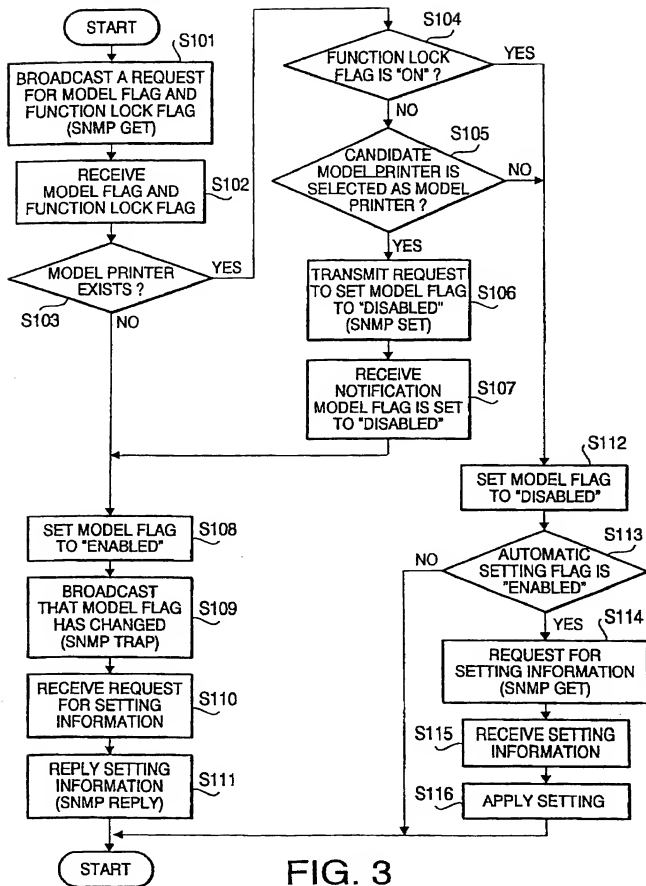 START
S101
BROADCAST A REQUEST
FOR MODEL FLAG AND
FUNCTION LOCK FLAG
(SNMP GET)
RECEIVE
MODEL FLAG AND
FUNCTION LOCK FLAG
S102
MODEL PRINTER
EXISTS ?
YES
S103
NO
S104
FUNCTION LOCK
FLAG IS "ON" ?
YES
NO
S105
CANDIDATE
MODEL PRINTER IS
SELECTED AS MODEL
PRINTER ?
NO
YES
TRANSMIT REQUEST
TO SET MODEL FLAG
TO "DISABLED"
(SNMP SET)
S106
RECEIVE
NOTIFICATION
MODEL FLAG IS SET
TO "DISABLED"
S107
SET MODEL FLAG
TO "ENABLED"
S108
BROADCAST
THAT MODEL FLAG
HAS CHANGED
(SNMP TRAP)
S109
RECEIVE REQUEST
FOR SETTING
INFORMATION
S110
REPLY SETTING
INFORMATION
(SNMP REPLY)
S111
START
S112
SET MODEL FLAG
TO "DISABLED"
S113
NO
AUTOMATIC
SETTING FLAG IS
"ENABLED"
YES
S114
REQUEST FOR
SETTING INFORMATION
(SNMP GET)
S115
RECEIVE SETTING
INFORMATION
S116
APPLY SETTING
FIG. 3